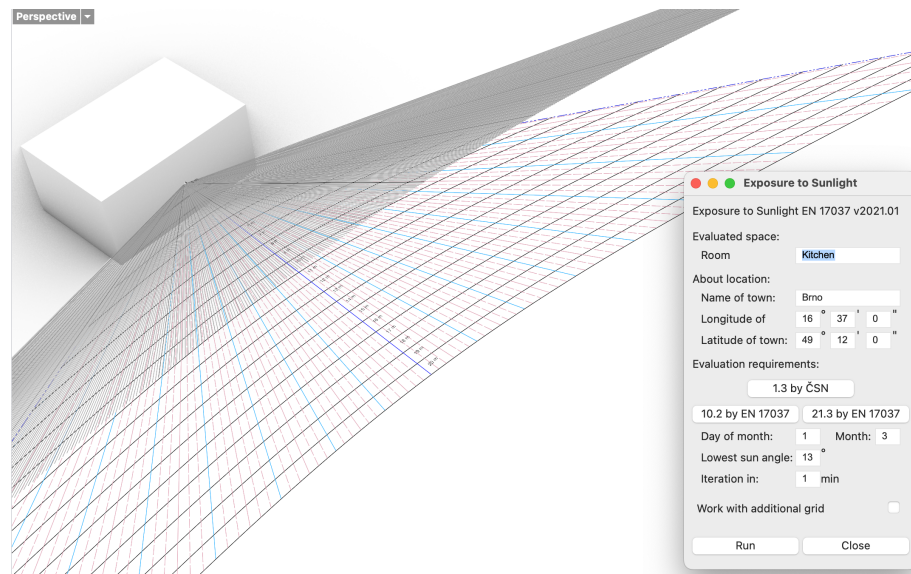 Perspective
Exposure to Sunlight
Exposure to Sunlight EN 17037 v2021.01
Evaluated space:
Room Kitchen
About location:
Name of town: Brno
Longitude of 16 ° 37 ' 0 "
Latitude of town: 49 ° 12 ' 0 "
Evaluation requirements:
1.3 by ČSN
10.2 by EN 17037 21.3 by EN 17037
Day of month: 1 Month: 3
Lowest sun angle: 13 °
Iteration in: 1 min
Work with additional grid
Run Close